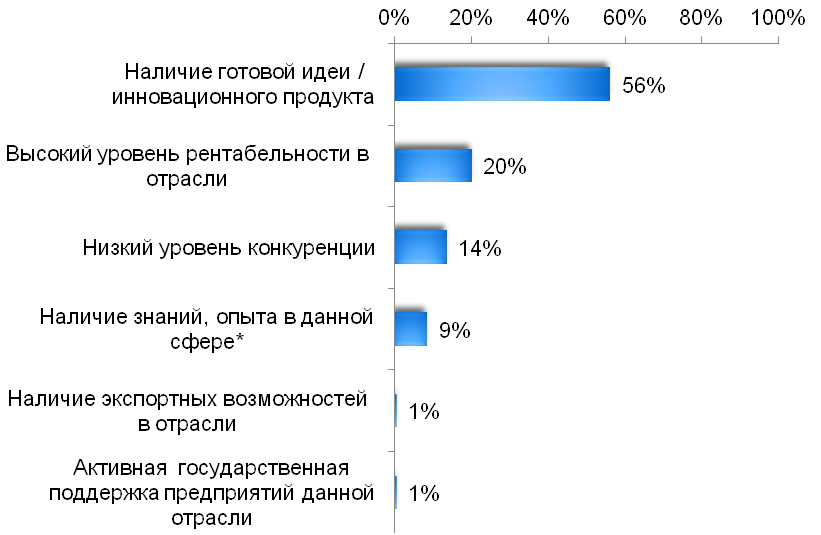 0% 20% 40% 60% 80% 100%
Наличие готовой идеи /
инновационного продукта
56%
Высокий уровень рентабельности в
отрасли
20%
Низкий уровень конкуренции
14%
Наличие знаний, опыта в данной
сфере*
9%
Наличие экспортных возможностей
в отрасли
1%
Активная государственная
поддержка предприятий данной
отрасли
1%